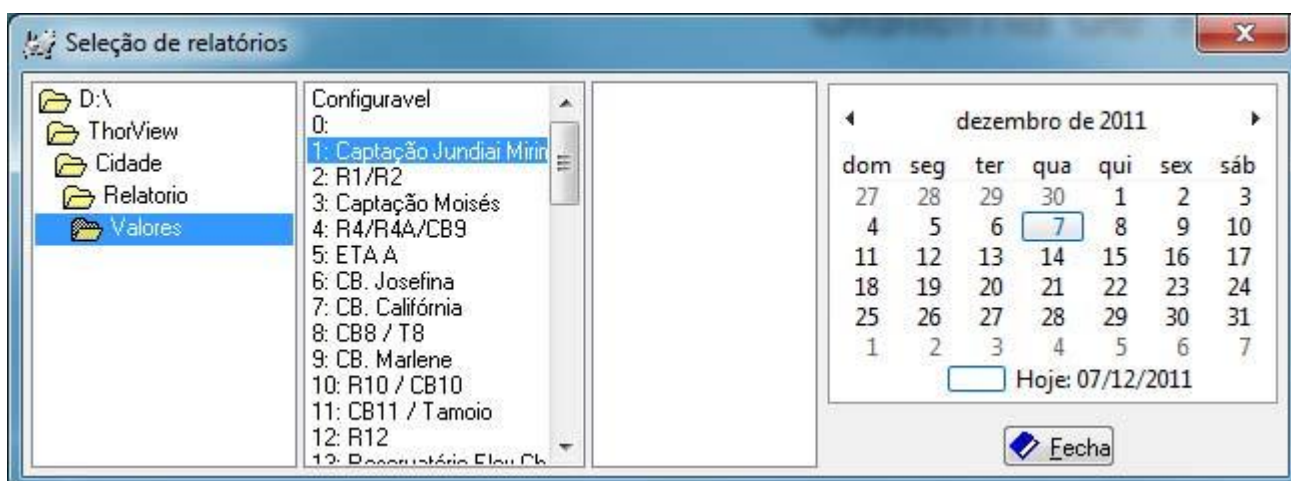 Seleção de relatórios
D:\
ThorView
Cidade
Relatorio
Valores
Configuravel
0:
1: Captação Jundiai Mirin
2: R1/R2
3: Captação Moisés
4: R4/R4A/CB9
5: ETA A
6: CB. Josefina
7: CB. Califórnia
8: CB8 / T8
9: CB. Marlene
10: R10 / CB10
11: CB11 / Tamoio
12: R12
dezembro de 2011
dom seg ter qua qui sex sáb
27 28 29 30 1 2 3
4 5 6 7 8 9 10
11 12 13 14 15 16 17
18 19 20 21 22 23 24
25 26 27 28 29 30 31
1 2 3 4 5 6 7
Hoje: 07/12/2011
Fecha